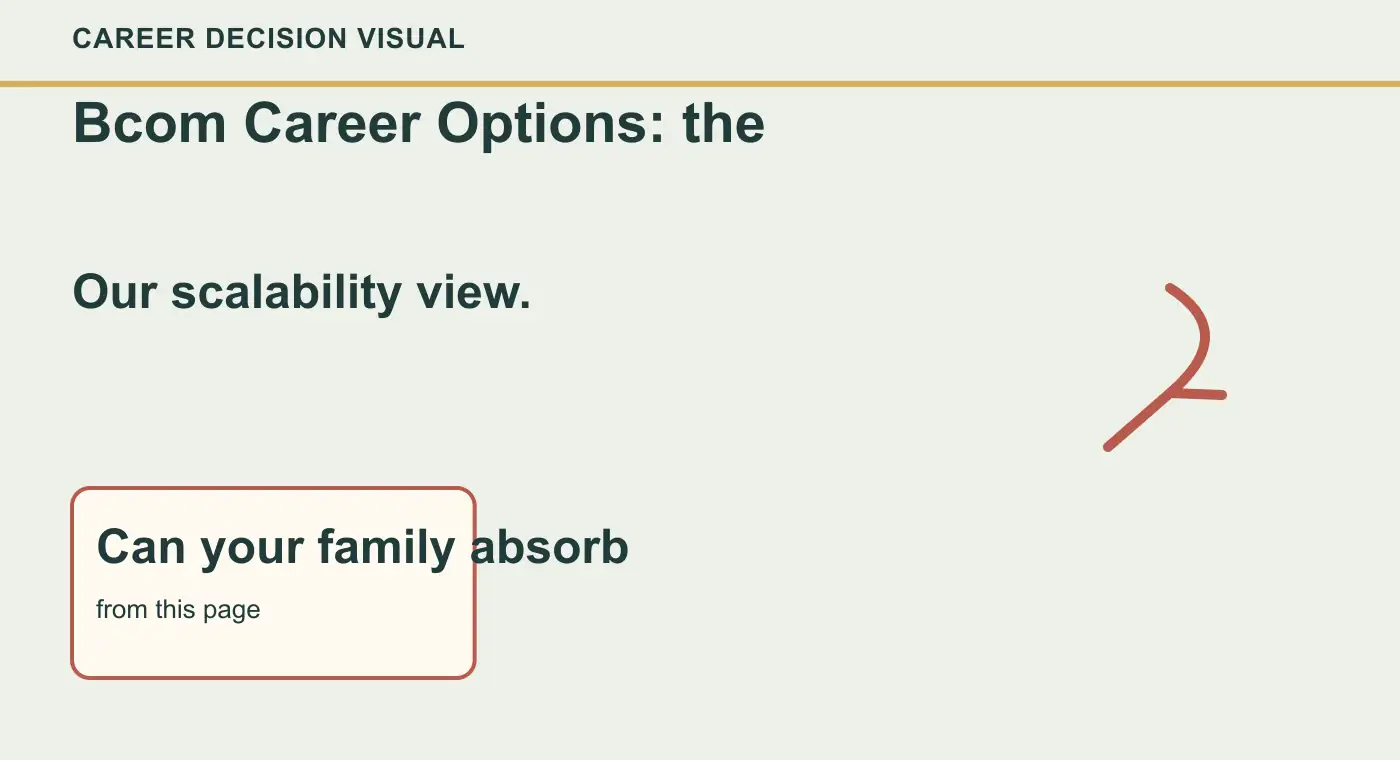 CAREER DECISION VISUAL
Bcom Career Options: the
Our scalability view.
Can your family absorb
from this page